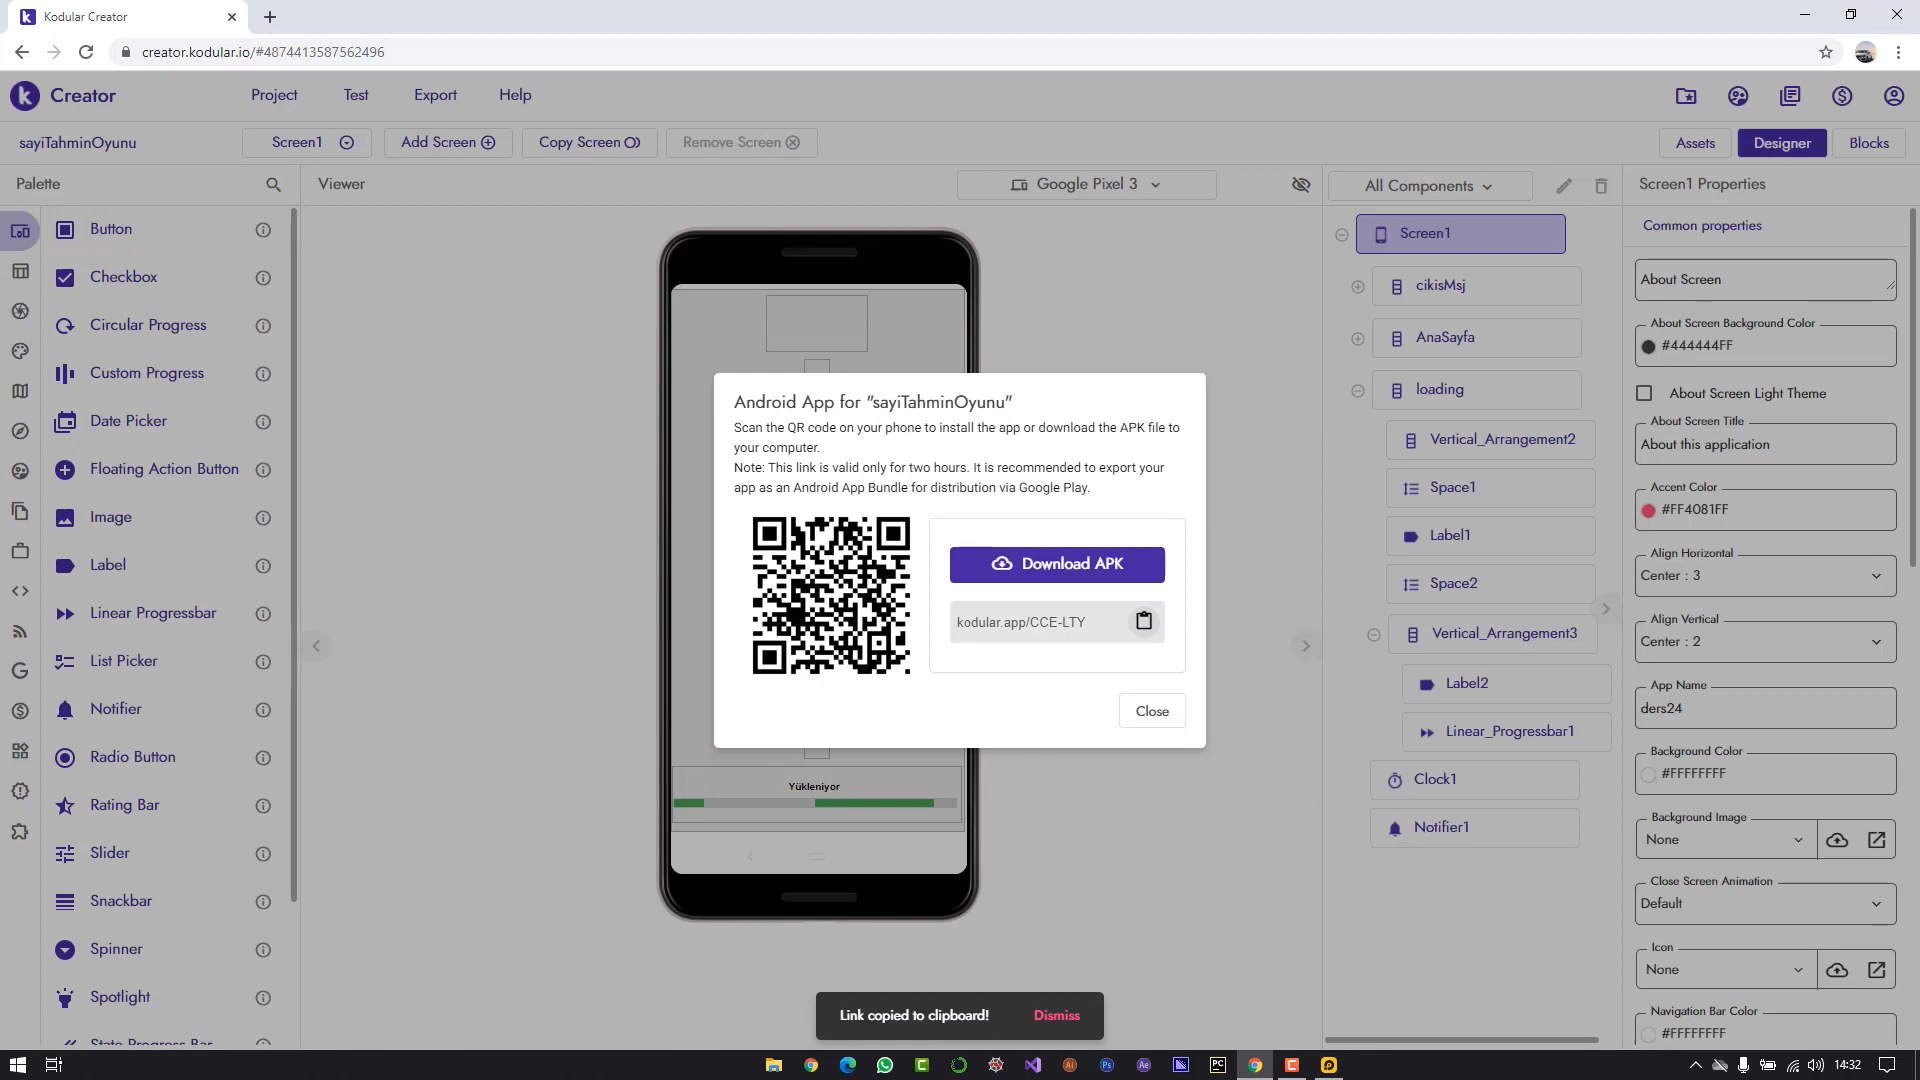 Kodular Creator
creator.kodular.io/#4874413587562496
Creator
Project
Test
Export
Help
sayiTahminOyunu
Screen1
Add Screen
Copy Screen
Remove Screen
Assets
Designer
Blocks
Palette
Viewer
Google Pixel 3
All Components
Screen1 Properties
Button
Checkbox
Circular Progress
Custom Progress
Date Picker
Floating Action Button
Image
Label
Linear Progressbar
List Picker
Notifier
Radio Button
Rating Bar
Slider
Snackbar
Spinner
Spotlight
State Progress Bar
Android App for "sayiTahminOyunu"
Scan the QR code on your phone to install the app or download the APK file to
your computer.
Note: This link is valid only for two hours. It is recommended to export your
app as an Android App Bundle for distribution via Google Play.
Download APK
kodular.app/CCE-LTY
Close
Yükleniyor
Link copied to clipboard!
Dismiss
Screen1
cikisMsj
AnaSayfa
loading
Vertical_Arrangement2
Space1
Label1
Space2
Vertical_Arrangement3
Label2
Linear_Progressbar1
Clock1
Notifier1
Common properties
About Screen
About Screen Background Color
#444444FF
About Screen Light Theme
About Screen Title
About this application
Accent Color
#FF4081FF
Align Horizontal
Center : 3
Align Vertical
Center : 2
App Name
ders24
Background Color
#FFFFFFFF
Background Image
None
Close Screen Animation
Default
Icon
None
Navigation Bar Color
#FFFFFFFF
Ai
Ps
Ae
PC
14:32